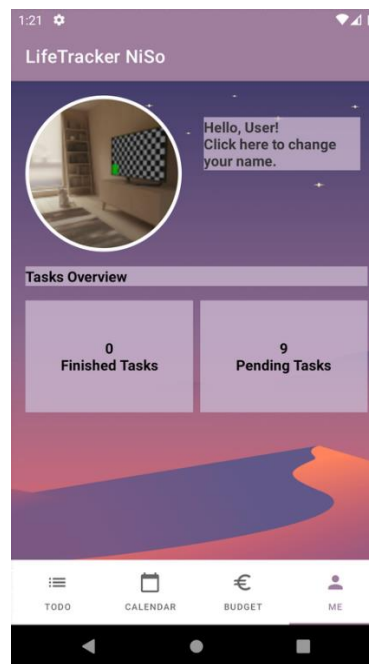 1:21
LifeTracker NiSo
Hello, User!
Click here to change
your name.
Tasks Overview
0
Finished Tasks
9
Pending Tasks
TODO
CALENDAR
BUDGET
ME